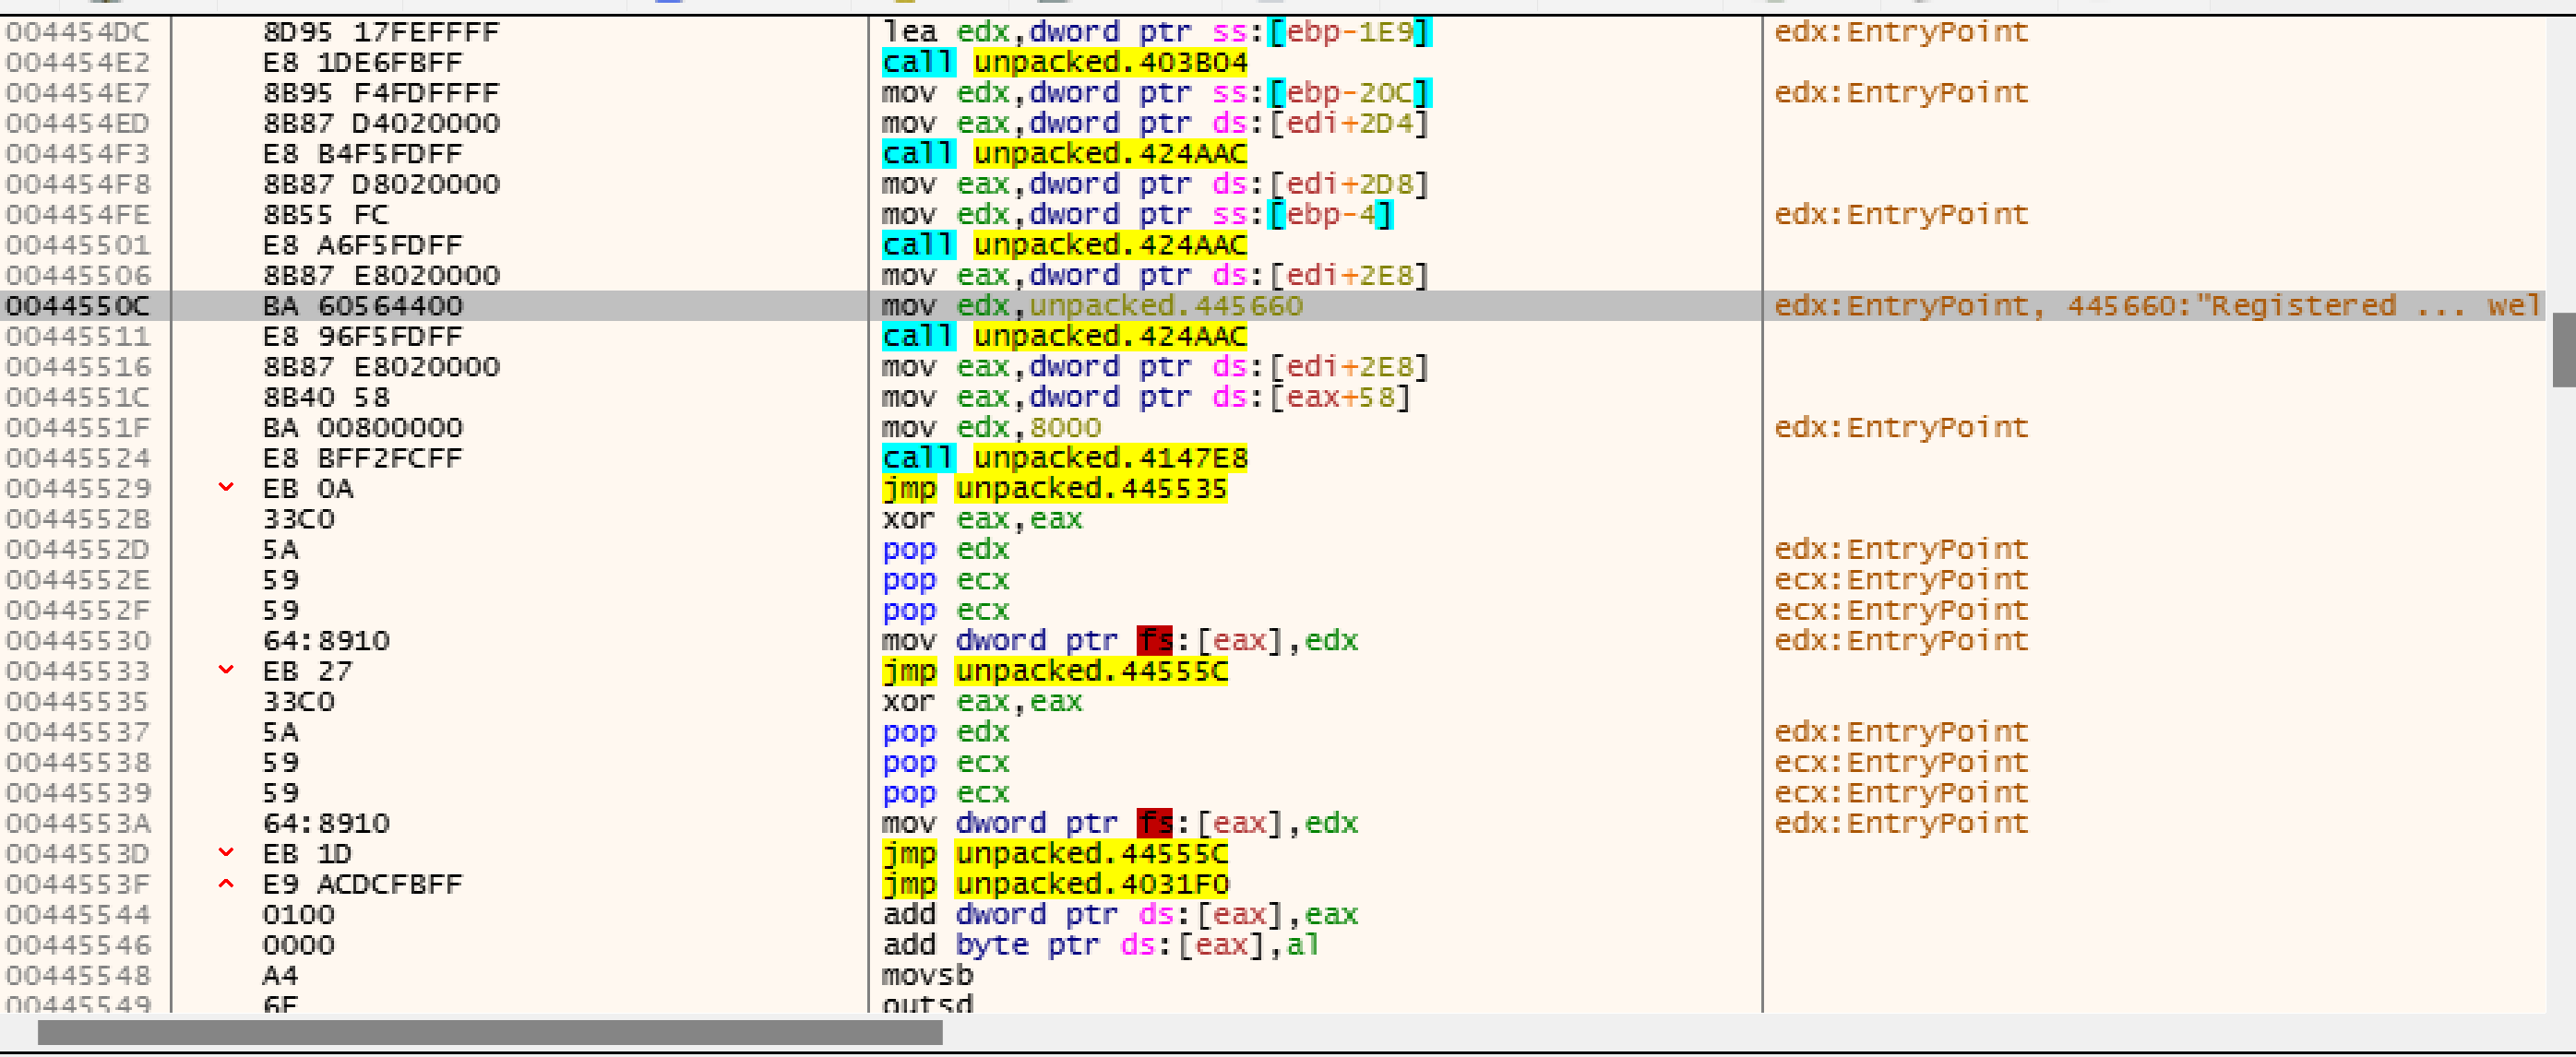 004454DC 8D95 17FEFFFF lea edx,dword ptr ss:[ebp-1E9] edx:EntryPoint
004454E2 E8 1DE6FBFF call unpacked.403B04
004454E7 8B95 F4FDFFFF mov edx,dword ptr ss:[ebp-20C] edx:EntryPoint
004454ED 8B87 D4020000 mov eax,dword ptr ds:[edi+2D4]
004454F3 E8 B4F5FDFF call unpacked.424AAC
004454F8 8B87 D8020000 mov eax,dword ptr ds:[edi+2D8]
004454FE 8B55 FC mov edx,dword ptr ss:[ebp-4] edx:EntryPoint
00445501 E8 A6F5FDFF call unpacked.424AAC
00445506 8B87 E8020000 mov eax,dword ptr ds:[edi+2E8]
0044550C BA 60564400 mov edx,unpacked.445660 edx:EntryPoint, 445660:"Registered ... wel
00445511 E8 96F5FDFF call unpacked.424AAC
00445516 8B87 E8020000 mov eax,dword ptr ds:[edi+2E8]
0044551C 8B40 58 mov eax,dword ptr ds:[eax+58]
0044551F BA 00800000 mov edx,8000 edx:EntryPoint
00445524 E8 BFF2FCFF call unpacked.4147E8
00445529 EB 0A jmp unpacked.445535
0044552B 33C0 xor eax,eax
0044552D 5A pop edx edx:EntryPoint
0044552E 59 pop ecx ecx:EntryPoint
0044552F 59 pop ecx ecx:EntryPoint
00445530 64:8910 mov dword ptr fs:[eax],edx edx:EntryPoint
00445533 EB 27 jmp unpacked.44555C
00445535 33C0 xor eax,eax
00445537 5A pop edx edx:EntryPoint
00445538 59 pop ecx ecx:EntryPoint
00445539 59 pop ecx ecx:EntryPoint
0044553A 64:8910 mov dword ptr fs:[eax],edx edx:EntryPoint
0044553D EB 1D jmp unpacked.44555C
0044553F E9 ACDCFBFF jmp unpacked.4031F0
00445544 0100 add dword ptr ds:[eax],eax
00445546 0000 add byte ptr ds:[eax],al
00445548 A4 movsb
00445549 6F outsd